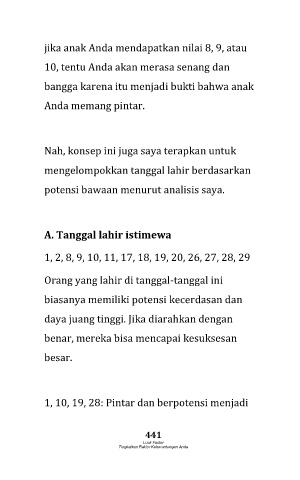 jika anak Anda mendapatkan nilai 8, 9, atau
10, tentu Anda akan merasa senang dan
bangga karena itu menjadi bukti bahwa anak
Anda memang pintar.
Nah, konsep ini juga saya terapkan untuk
mengelompokkan tanggal lahir berdasarkan
potensi bawaan menurut analisis saya.
A. Tanggal lahir istimewa
1, 2, 8, 9, 10, 11, 17, 18, 19, 20, 26, 27, 28, 29
Orang yang lahir di tanggal-tanggal ini
biasanya memiliki potensi kecerdasan dan
daya juang tinggi. Jika diarahkan dengan
benar, mereka bisa mencapai kesuksesan
besar.
1, 10, 19, 28: Pintar dan berpotensi menjadi
441
Tingkatkan Faktor Keberuntungan Anda